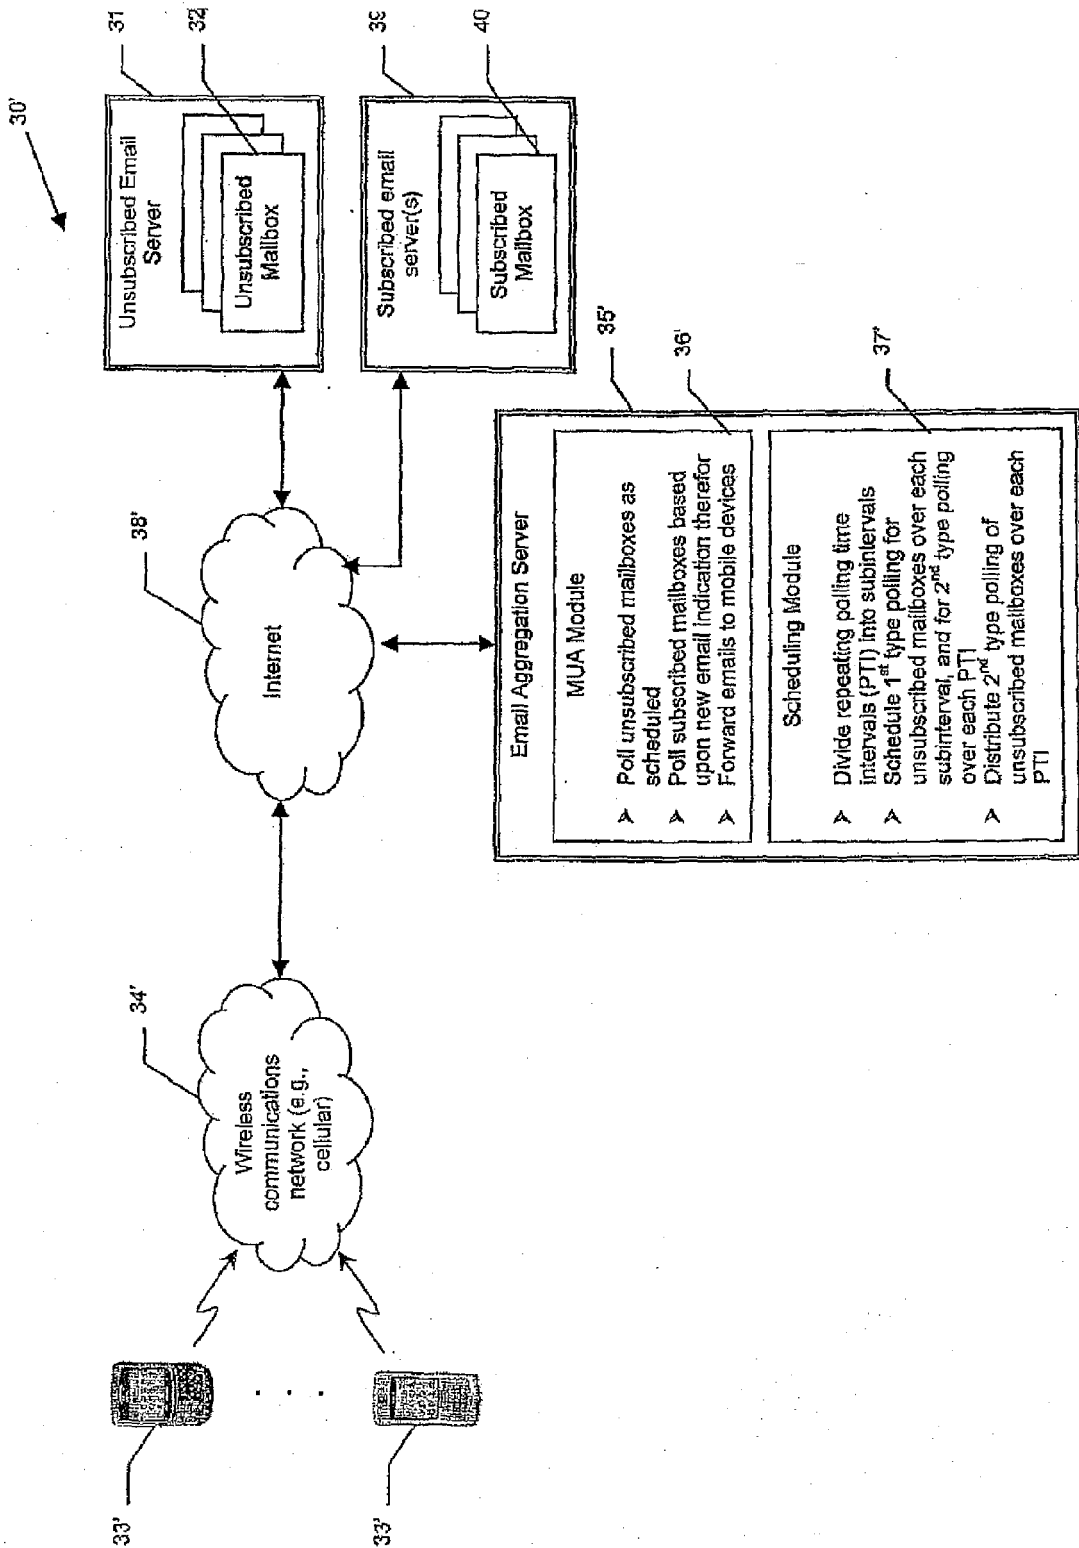 30'
31
32
Unsubscribed Email
Server
Unsubscribed
Mailbox
39
40
Subscribed email
server(s)
Subscribed
Mailbox
38'
Internet
34'
Wireless
communications
network (e.g.,
cellular)
33'
33'
35'
Email Aggregation Server
36'
MUA Module
➢ Poll unsubscribed mailboxes as
scheduled
➢ Poll subscribed mailboxes based
upon new email indication therefor
➢ Forward emails to mobile devices
37'
Scheduling Module
➢ Divide repeating polling time
intervals (PTI) into subintervals
➢ Schedule 1st type polling for
unsubscribed mailboxes over each
subinterval, and for 2nd type polling
over each PTI
➢ Distribute 2nd type polling of
unsubscribed mailboxes over each
PTI